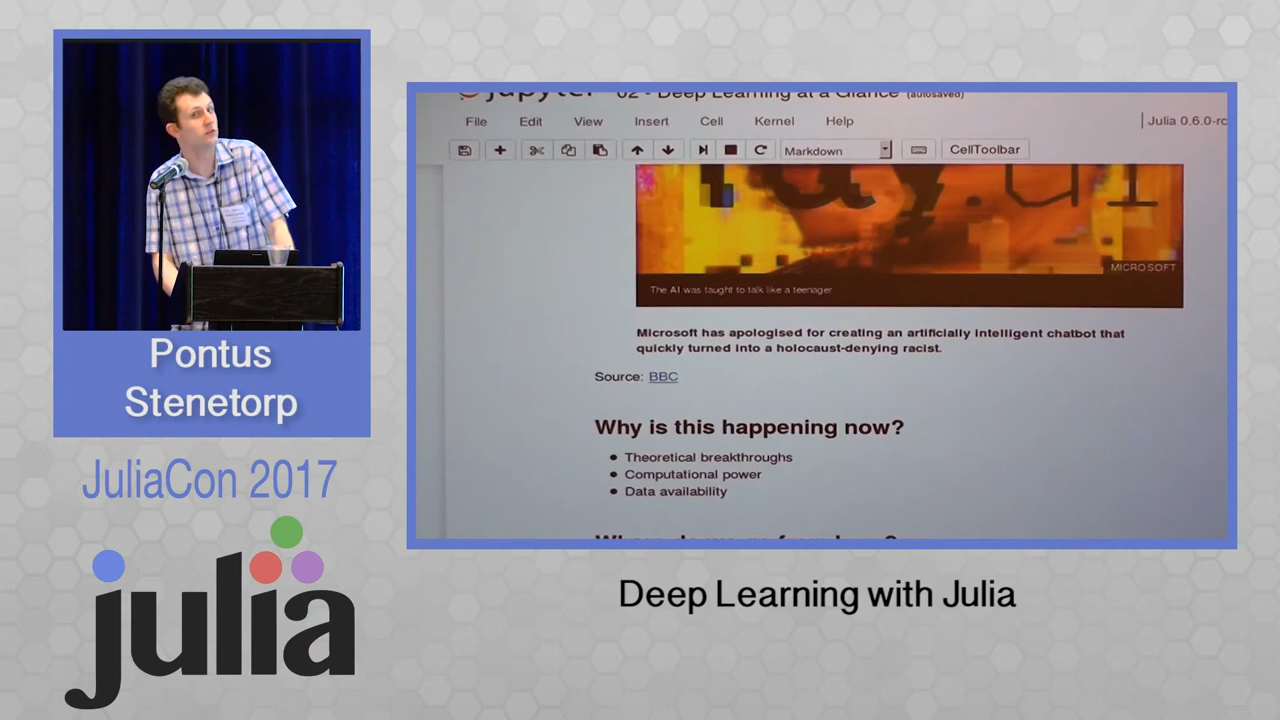 Pontus
Stenetorp
JuliaCon 2017
julia
jupyter 02 - Deep Learning at a Glance (autosaved)
File Edit View Insert Cell Kernel Help Julia 0.6.0-rc
Markdown CellToolbar
tay.ai
MICROSOFT
The AI was taught to talk like a teenager
Microsoft has apologised for creating an artificially intelligent chatbot that
quickly turned into a holocaust-denying racist.
Source: BBC
Why is this happening now?
Theoretical breakthroughs
Computational power
Data availability
Deep Learning with Julia